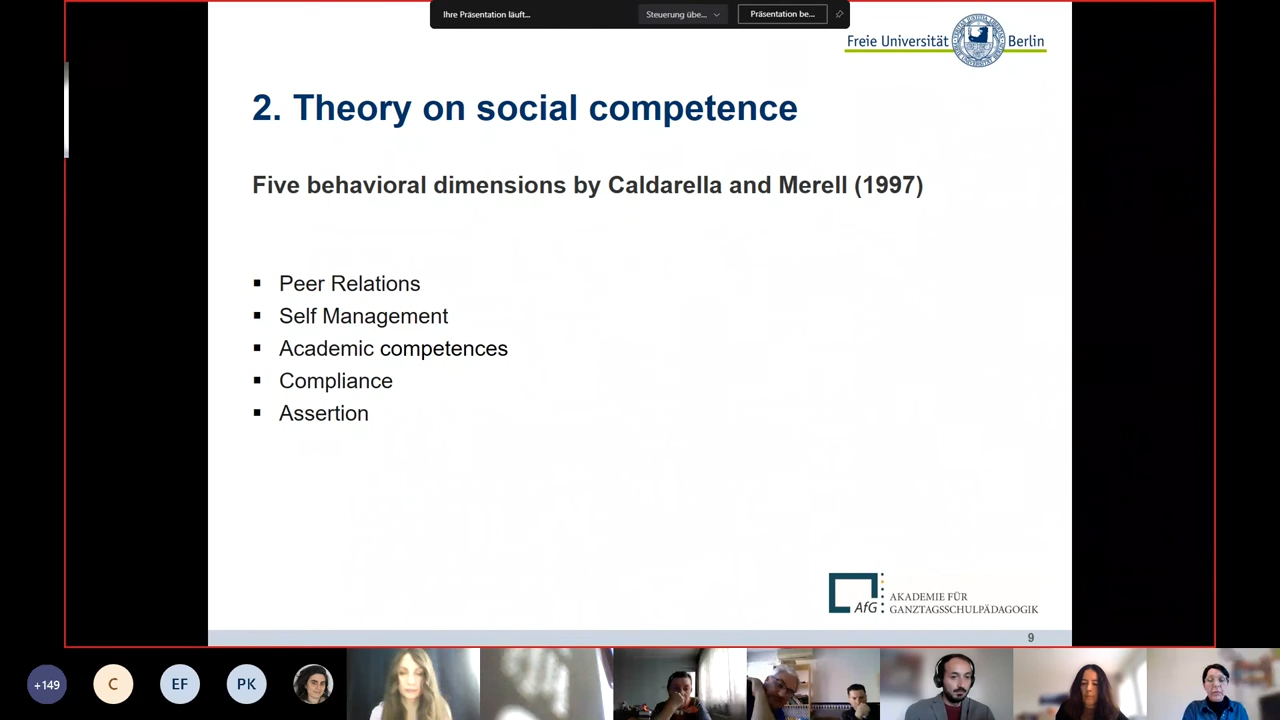 Ihre Präsentation läuft...
Steuerung übe...
Präsentation be...
Freie Universität Berlin
2. Theory on social competence
Five behavioral dimensions by Caldarella and Merell (1997)
▪ Peer Relations
▪ Self Management
▪ Academic competences
▪ Compliance
▪ Assertion
AfG
AKADEMIE FÜR
GANZTAGSSCHULPÄDAGOGIK
9
+149
C
EF
PK